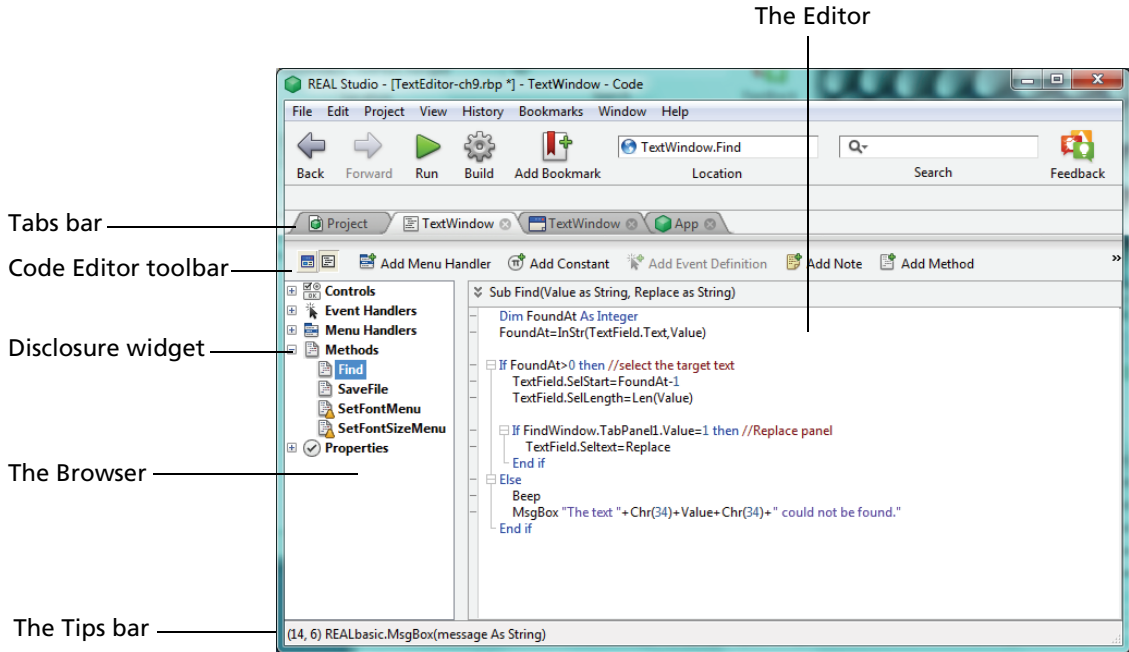 The Editor
REAL Studio - [TextEditor-ch9.rbp *] - TextWindow - Code
File Edit Project View History Bookmarks Window Help
TextWindow.Find
Back Forward Run Build Add Bookmark Location Search Feedback
Tabs bar
Project TextWindow TextWindow App
Code Editor toolbar
Add Menu Handler Add Constant Add Event Definition Add Note Add Method »
Controls
Event Handlers
Menu Handlers
Disclosure widget
Methods
Find
SaveFile
SetFontMenu
SetFontSizeMenu
Properties
The Browser
Sub Find(Value as String, Replace as String)
Dim FoundAt As Integer
FoundAt=InStr(TextField.Text,Value)
If FoundAt>0 then //select the target text
TextField.SelStart=FoundAt-1
TextField.SelLength=Len(Value)
If FindWindow.TabPanel1.Value=1 then //Replace panel
TextField.Seltext=Replace
End if
Else
Beep
MsgBox "The text "+Chr(34)+Value+Chr(34)+" could not be found."
End if
The Tips bar
(14, 6) REALbasic.MsgBox(message As String)